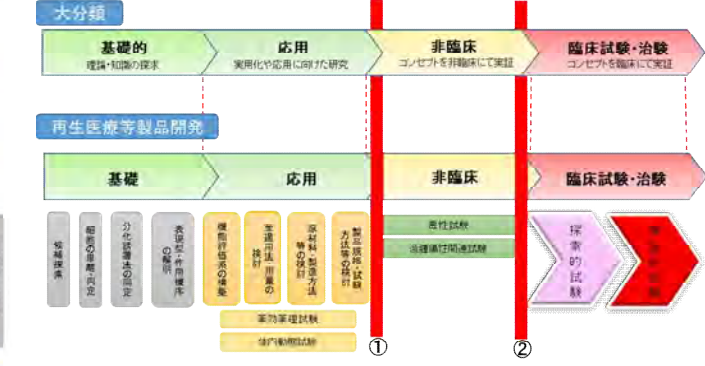 大分類
基礎的
理論・知識の探求
応用
実用化や応用に向けた研究
非臨床
コンセプトを非臨床にて実証
臨床試験・治験
コンセプトを臨床にて実証
再生医療等製品開発
基礎
応用
非臨床
臨床試験・治験
候補探索
細胞の単離・同定
分化誘導法の同定
表現型・作用機序
の解明
機能評価系の構築
至適用法・用量の
検討
原材料・製造方法
等の検討
製品規格・試験
方法等の検討
薬効薬理試験
体内動態試験
毒性試験
造腫瘍性関連試験
探索的試験
①
②